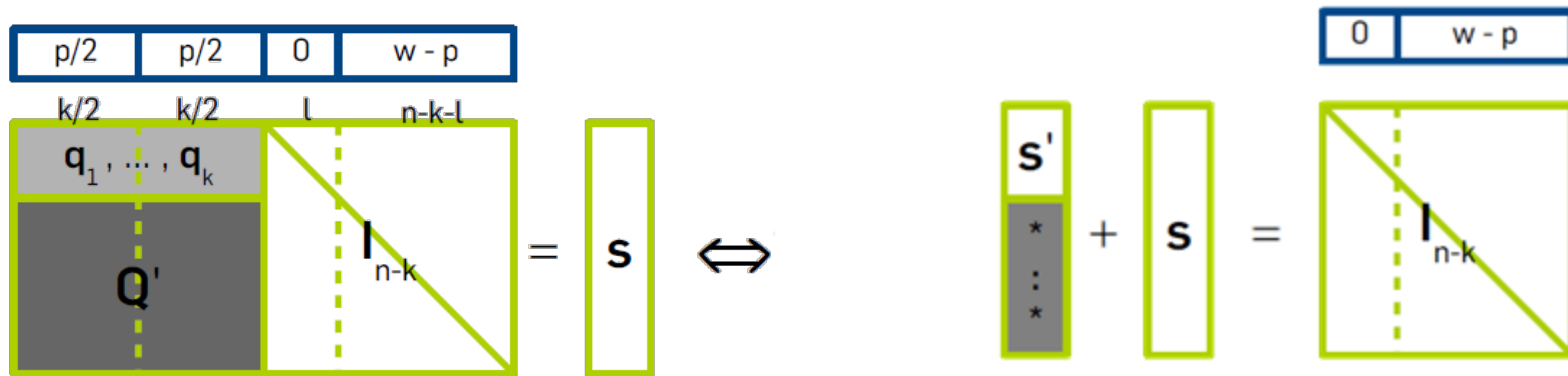 p/2 p/2 0 w - p
k/2 k/2 l n-k-l
q₁ , ... , qₖ
Q'
Iₙ₋ₖ
= s ⇔
0 w - p
s'
*
:
*
+ s =
Iₙ₋ₖ